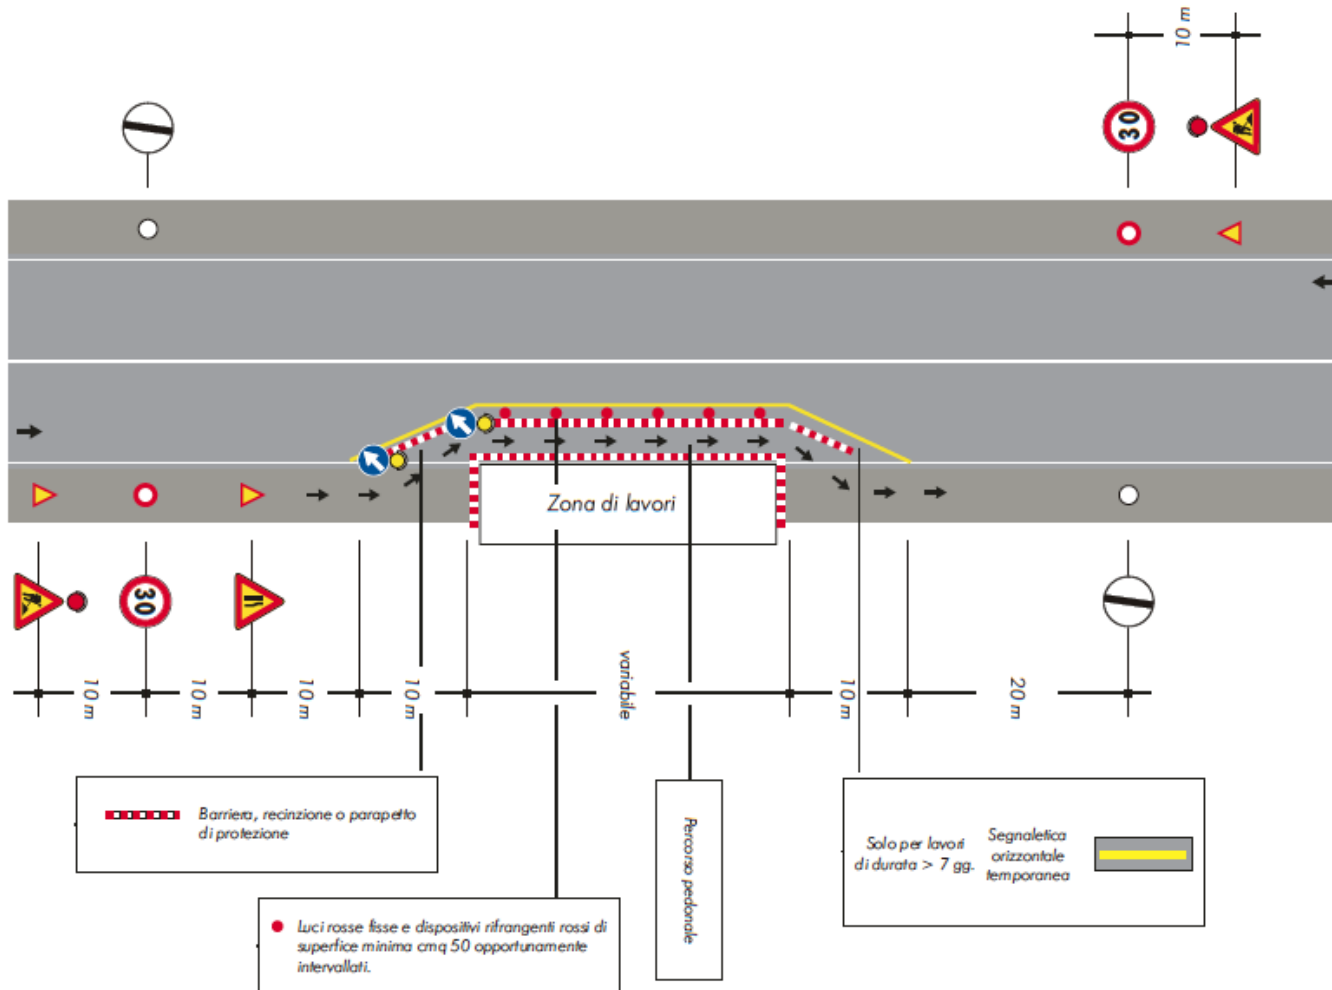 10 m
30
Zona di lavori
30
10 m
10 m
10 m
10 m
variabile
10 m
20 m
Barriera, recinzione o parapetto
di protezione
Luci rosse fisse e dispositivi rifrangenti rossi di
superfice minima cmq 50 opportunamente
intervallati.
Percorso pedonale
Solo per lavori
di durata > 7 gg.
Segnaletica
orizzontale
temporanea